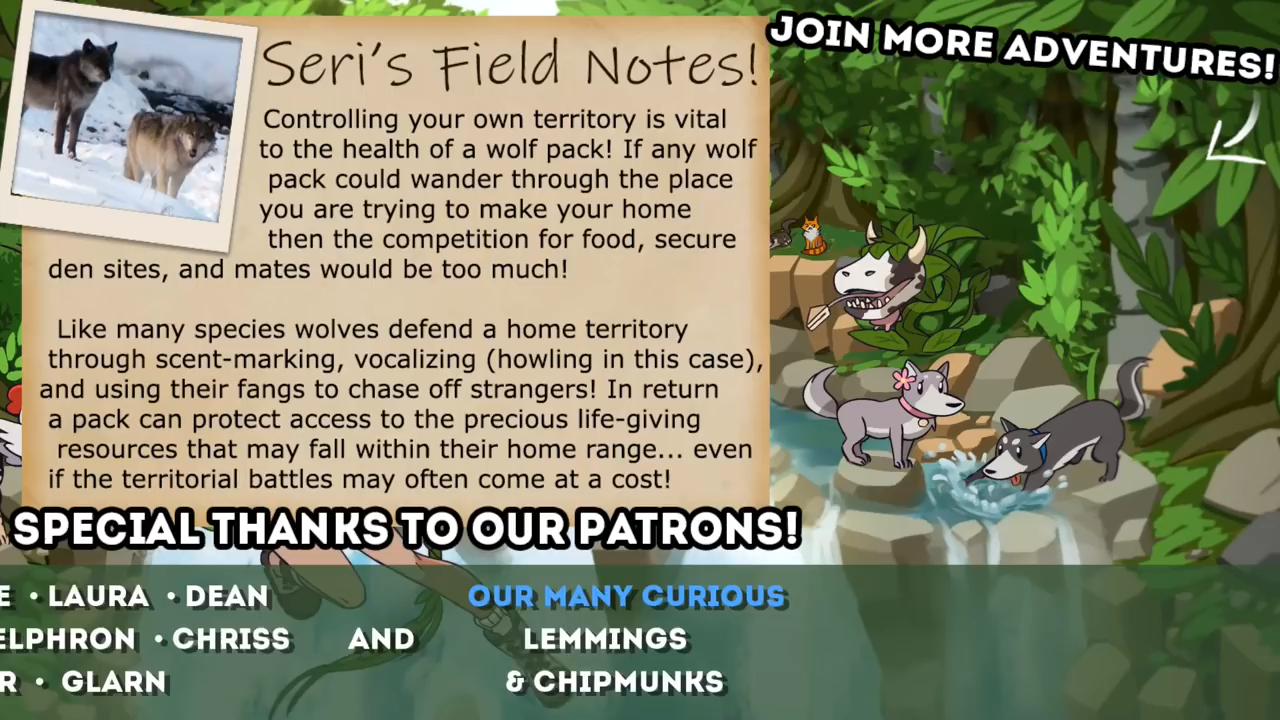 Seri's Field Notes!
JOIN MORE ADVENTURES!
Controlling your own territory is vital
to the health of a wolf pack! If any wolf
pack could wander through the place
you are trying to make your home
then the competition for food, secure
den sites, and mates would be too much!
Like many species wolves defend a home territory
through scent-marking, vocalizing (howling in this case),
and using their fangs to chase off strangers! In return
a pack can protect access to the precious life-giving
resources that may fall within their home range... even
if the territorial battles may often come at a cost!
SPECIAL THANKS TO OUR PATRONS!
E • LAURA • DEAN OUR MANY CURIOUS
ELPHRON • CHRISS AND LEMMINGS
R • GLARN & CHIPMUNKS